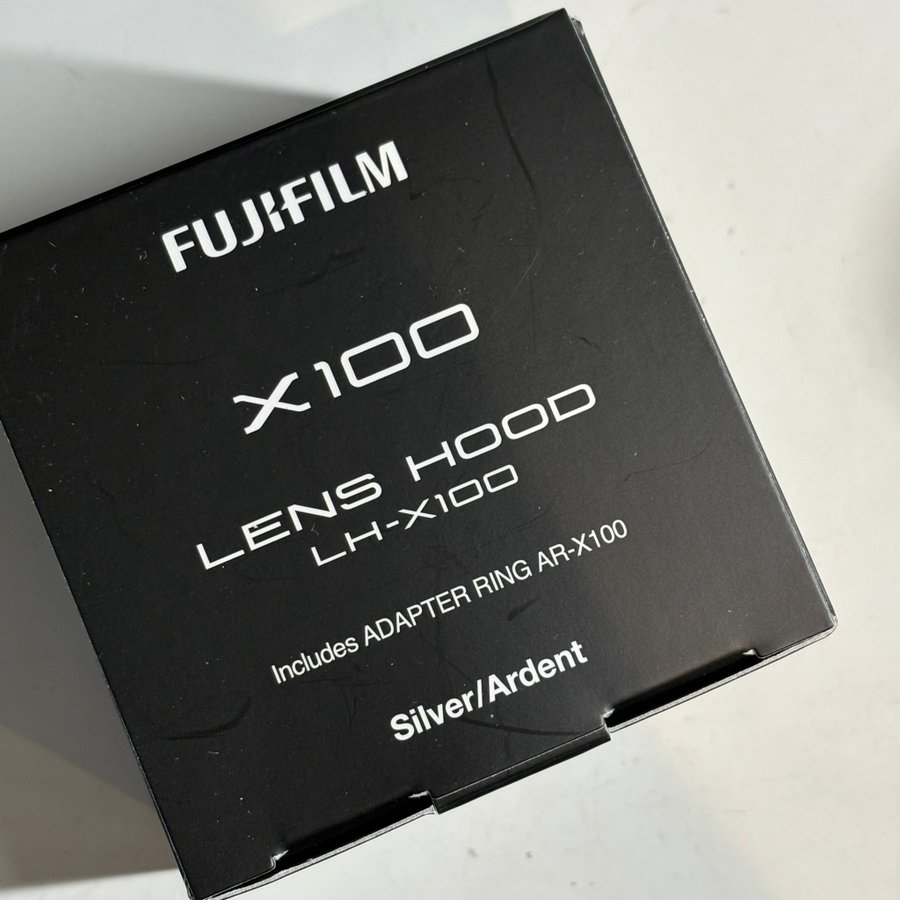 FUJIFILM
X100
LENS HOOD
LH-X100
Includes ADAPTER RING AR-X100
Silver/Ardent